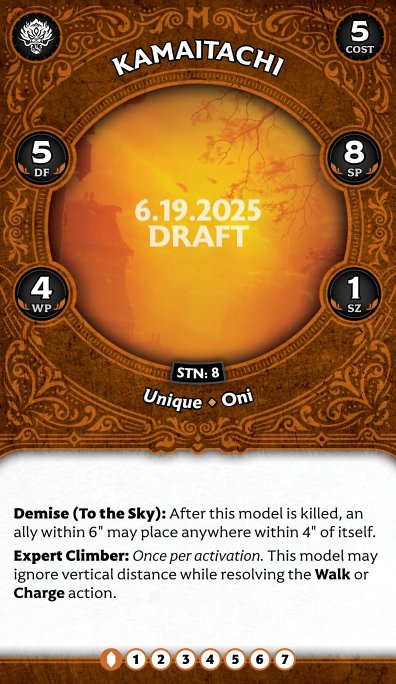 KAMAITACHI
5
COST
5
DF
8
SP
6.19.2025
DRAFT
4
WP
1
SZ
STN: 8
Unique ◆ Oni
Demise (To the Sky): After this model is killed, an
ally within 6" may place anywhere within 4" of itself.
Expert Climber: Once per activation. This model may
ignore vertical distance while resolving the Walk or
Charge action.
1 2 3 4 5 6 7